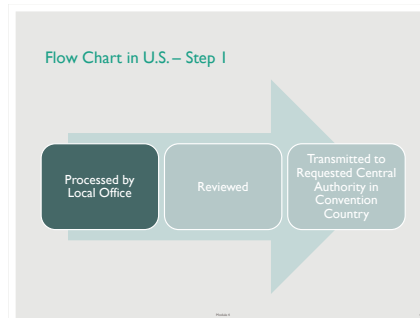 Flow Chart in U.S. – Step 1
Processed by
Local Office
Reviewed
Transmitted to
Requested Central
Authority in
Convention
Country